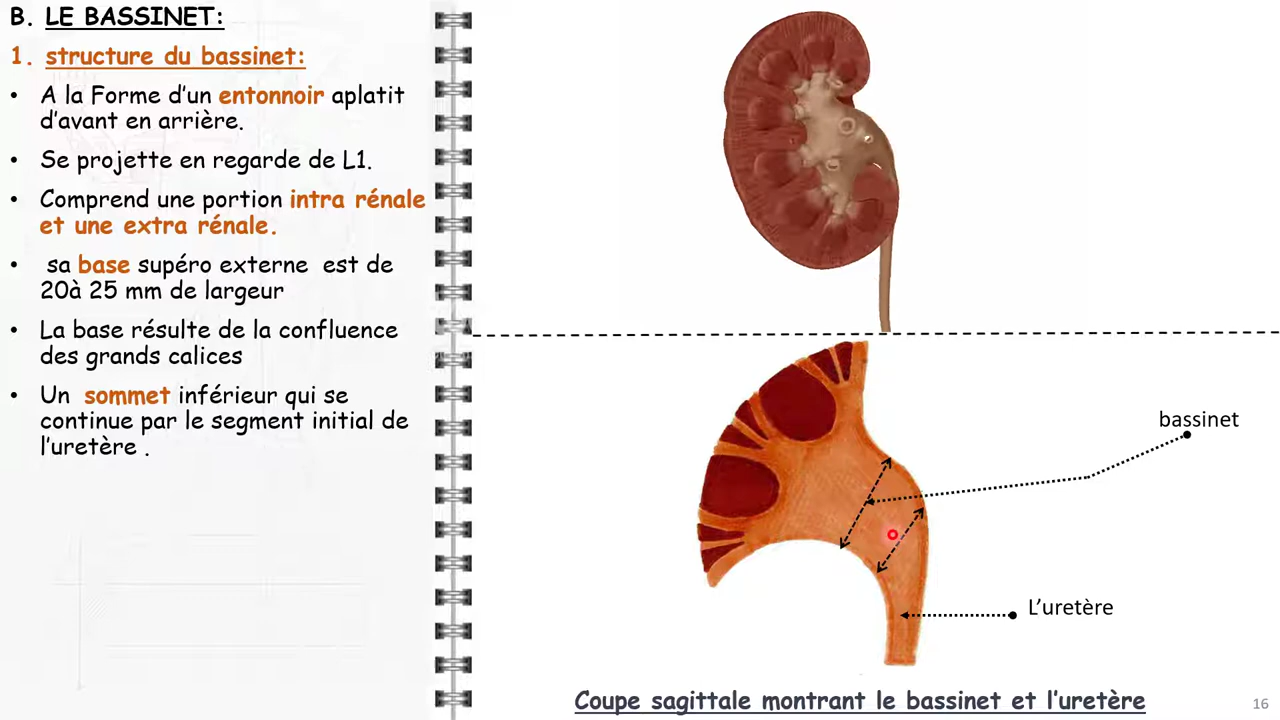 B. LE BASSINET:
1. structure du bassinet:
• A la Forme d'un entonnoir aplatit
d'avant en arrière.
• Se projette en regarde de L1.
• Comprend une portion intra rénale
et une extra rénale.
• sa base supéro externe est de
20à 25 mm de largeur
• La base résulte de la confluence
des grands calices
• Un sommet inférieur qui se
continue par le segment initial de
l'uretère .
bassinet
L'uretère
Coupe sagittale montrant le bassinet et l'uretère
16